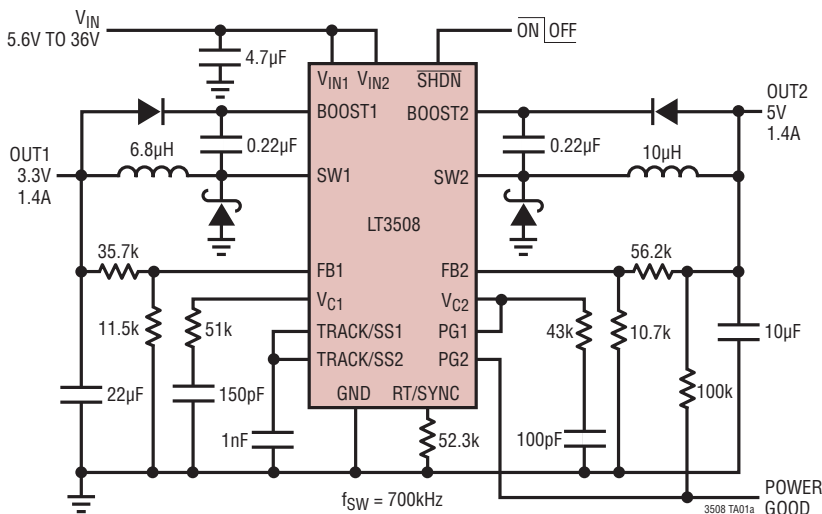 VIN
5.6V TO 36V
4.7µF
ON OFF
VIN1 VIN2
SHDN
BOOST1
BOOST2
OUT2
5V
1.4A
0.22µF
0.22µF
6.8µH
10µH
OUT1
3.3V
1.4A
SW1
SW2
LT3508
35.7k
56.2k
FB1
FB2
VC1
VC2
11.5k
51k
43k
10.7k
10µF
TRACK/SS1
PG1
TRACK/SS2
PG2
22µF
150pF
100k
GND
RT/SYNC
1nF
52.3k
100pF
fSW = 700kHz
POWER
GOOD
3508 TA01a